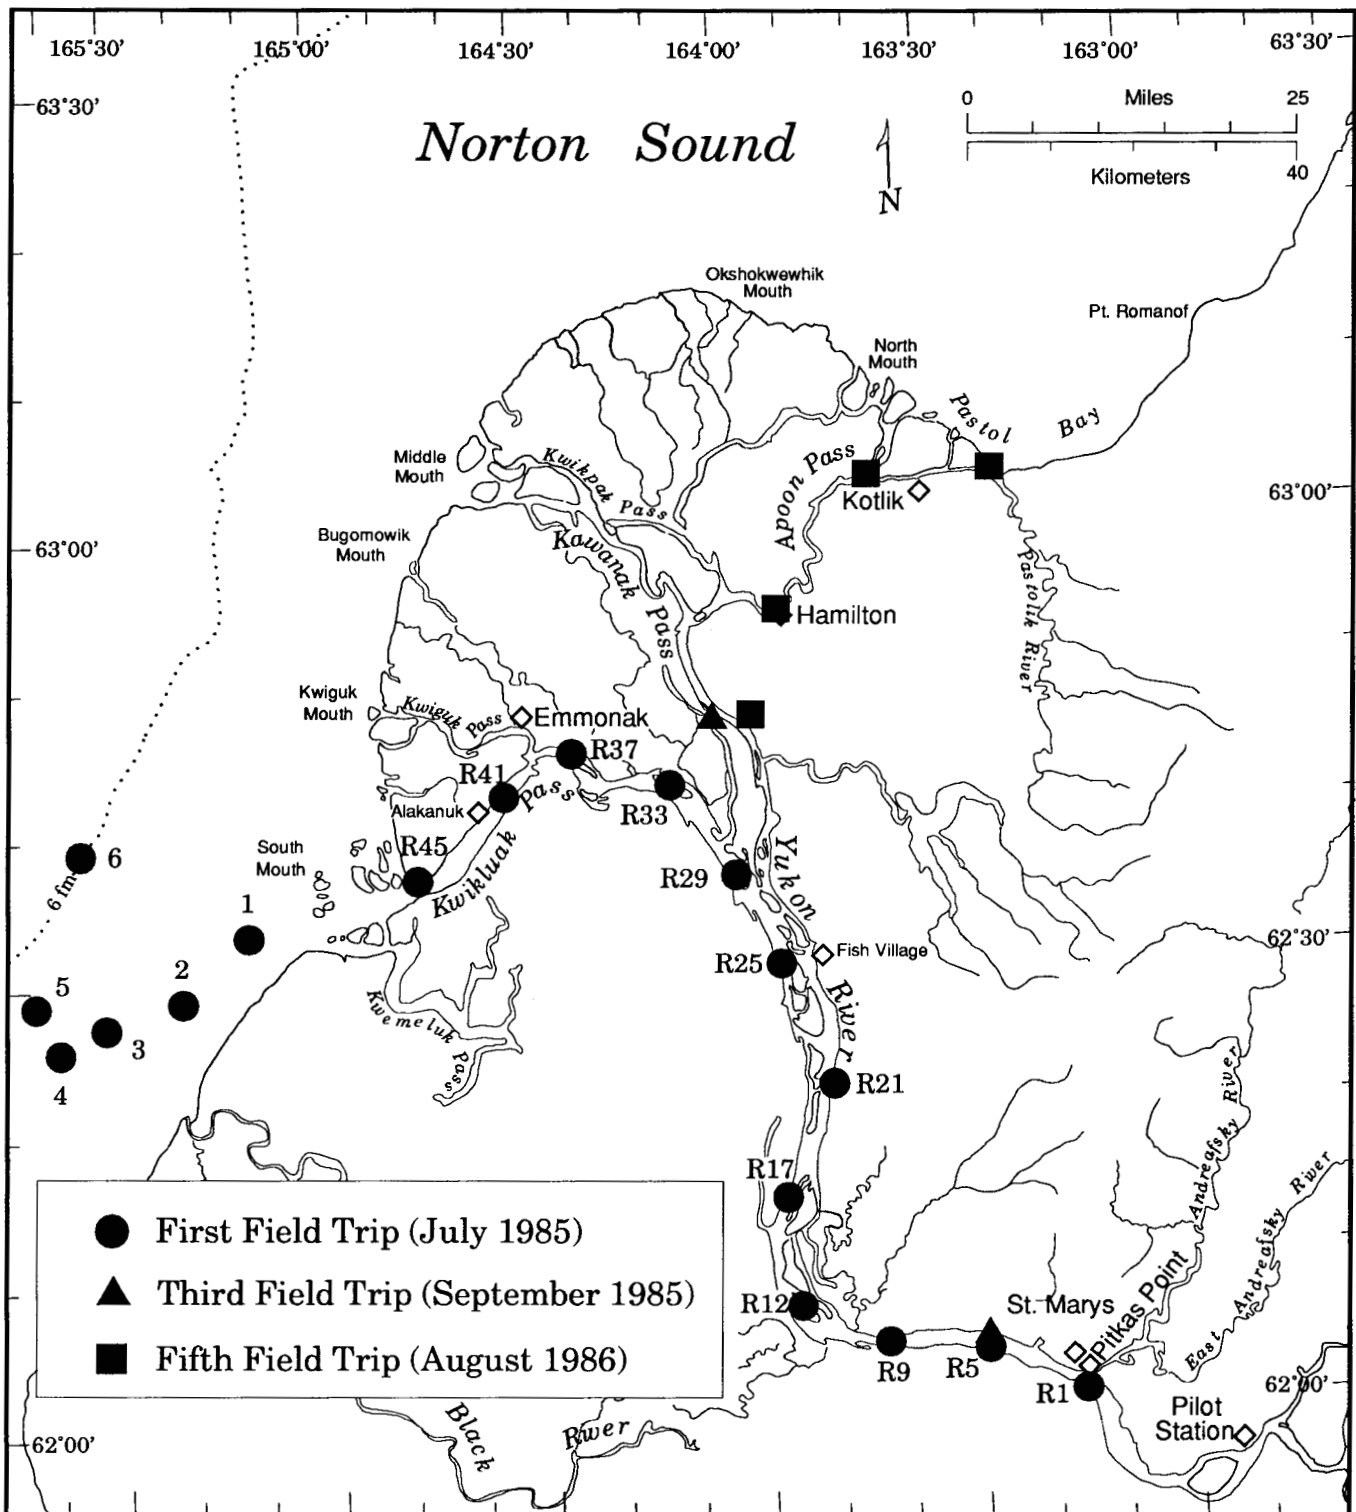 165°30'
165°00'
164°30'
164°00'
163°30'
163°00'
63°30'
63°30'
0 Miles 25
Kilometers 40
Norton Sound
N
Okshokwewhik
Mouth
Pt. Romanof
North
Mouth
Pastol Bay
Middle
Mouth
Kwikpak Pass
Apoon Pass
Kotlik
63°00'
Bugomowik
Mouth
63°00'
Kawanak Pass
Pastolik River
Hamilton
Kwiguk
Mouth
Kwiguk Pass
Emmonak
R37
R41
Alakanuk
R33
R45
Kwikluak Pass
South
Mouth
6
6 fm
R29
Yukon River
1
62°30'
Fish Village
R25
2
5
3
4
Kwemeluk Pass
R21
Andreafsky River
R17
East Andreafsky River
First Field Trip (July 1985)
Third Field Trip (September 1985)
Fifth Field Trip (August 1986)
R12
St. Marys
Pitkas Point
R9
R5
R1
62°00'
Pilot
Station
Black River
62°00'